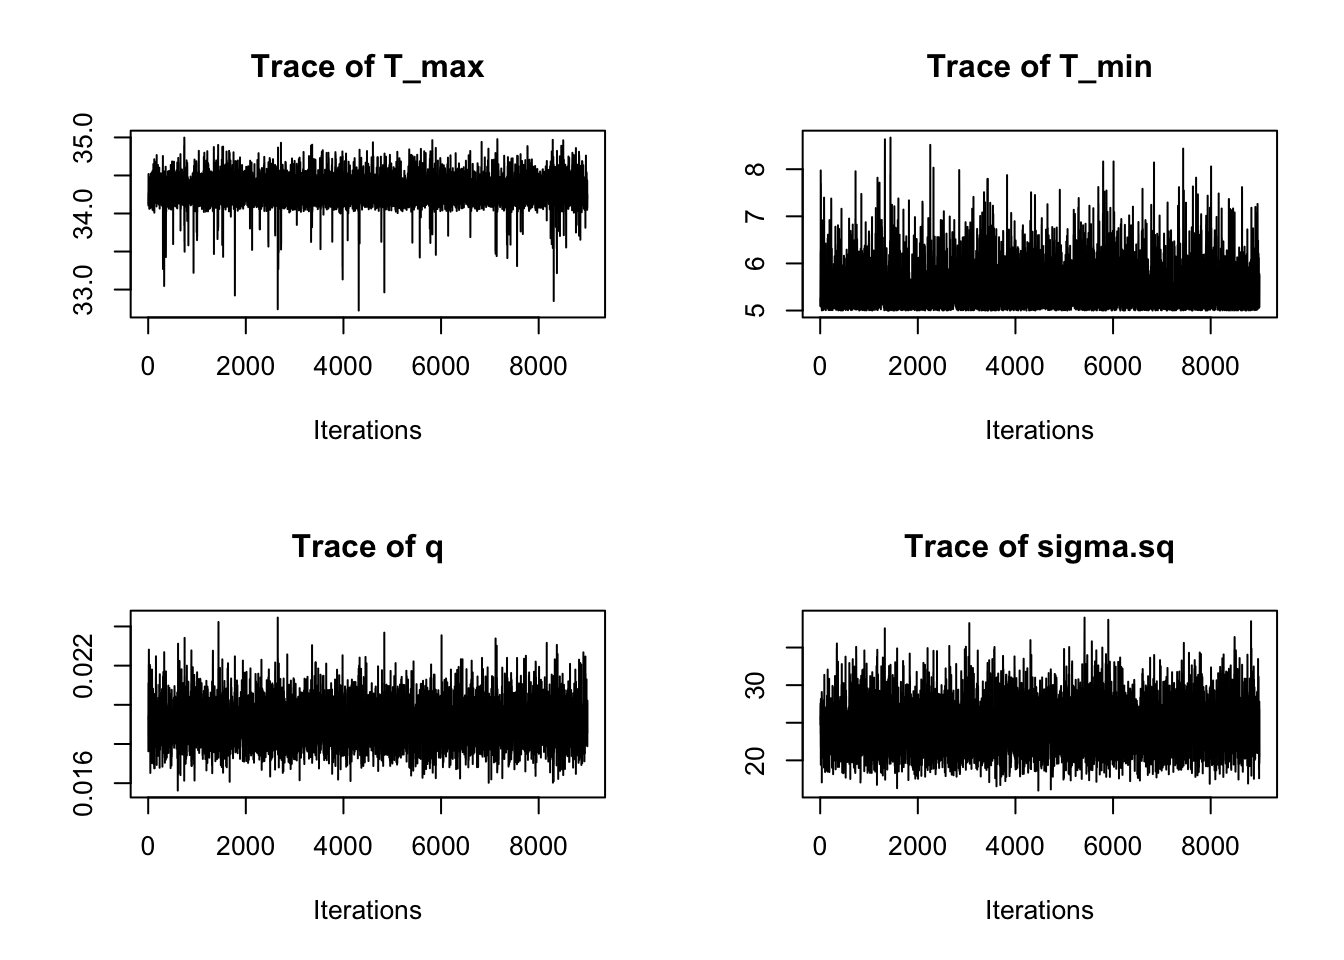 Trace of T_max
35.0
34.0
33.0
0 2000 4000 6000 8000
Iterations
Trace of T_min
8
7
6
5
0 2000 4000 6000 8000
Iterations
Trace of q
0.022
0.016
0 2000 4000 6000 8000
Iterations
Trace of sigma.sq
30
20
0 2000 4000 6000 8000
Iterations